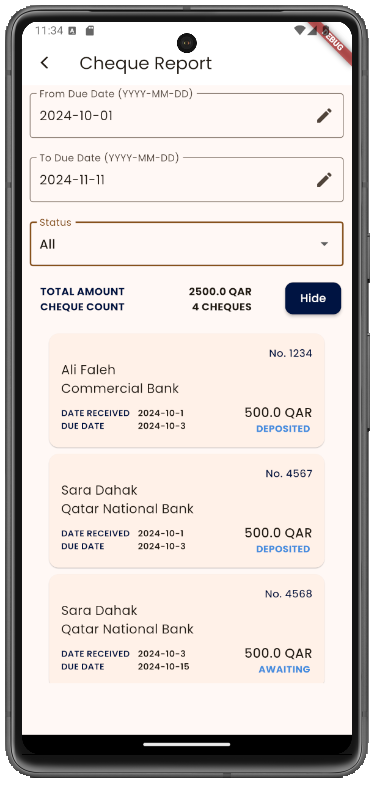 11:34
DEBUG
Cheque Report
From Due Date (YYYY-MM-DD)
2024-10-01
To Due Date (YYYY-MM-DD)
2024-11-11
Status
All
TOTAL AMOUNT 2500.0 QAR
CHEQUE COUNT 4 CHEQUES
Hide
No. 1234
Ali Faleh
Commercial Bank
DATE RECEIVED 2024-10-1 500.0 QAR
DUE DATE 2024-10-3 DEPOSITED
No. 4567
Sara Dahak
Qatar National Bank
DATE RECEIVED 2024-10-1 500.0 QAR
DUE DATE 2024-10-3 DEPOSITED
No. 4568
Sara Dahak
Qatar National Bank
DATE RECEIVED 2024-10-3 500.0 QAR
DUE DATE 2024-10-15 AWAITING